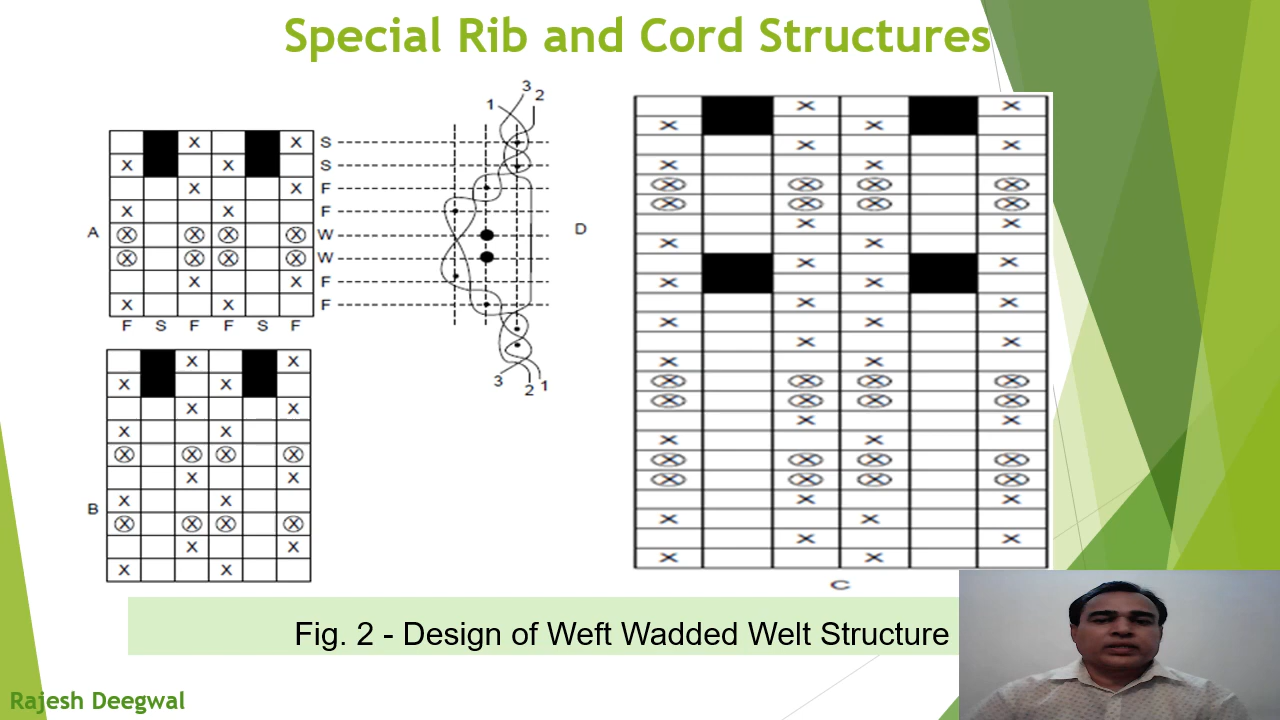 Special Rib and Cord Structures
3
1 2
X X S
X X S
X X F
X X F
A X X X X W D
X X X X W
X X F
X X F
F S F F S F
3 2 1
X X
X X
X X
X X
X X X X
X X
B X X
X X X X
X X
X X
X X
X X
X X
X X
X X X X
X X X X
X X
X X
X X
X X
X X
X X
X X
X X
X X X X
X X X X
X X
X X
X X X X
X X X X
X X
X X
X X
X X
C
Fig. 2 - Design of Weft Wadded Welt Structure
Rajesh Deegwal